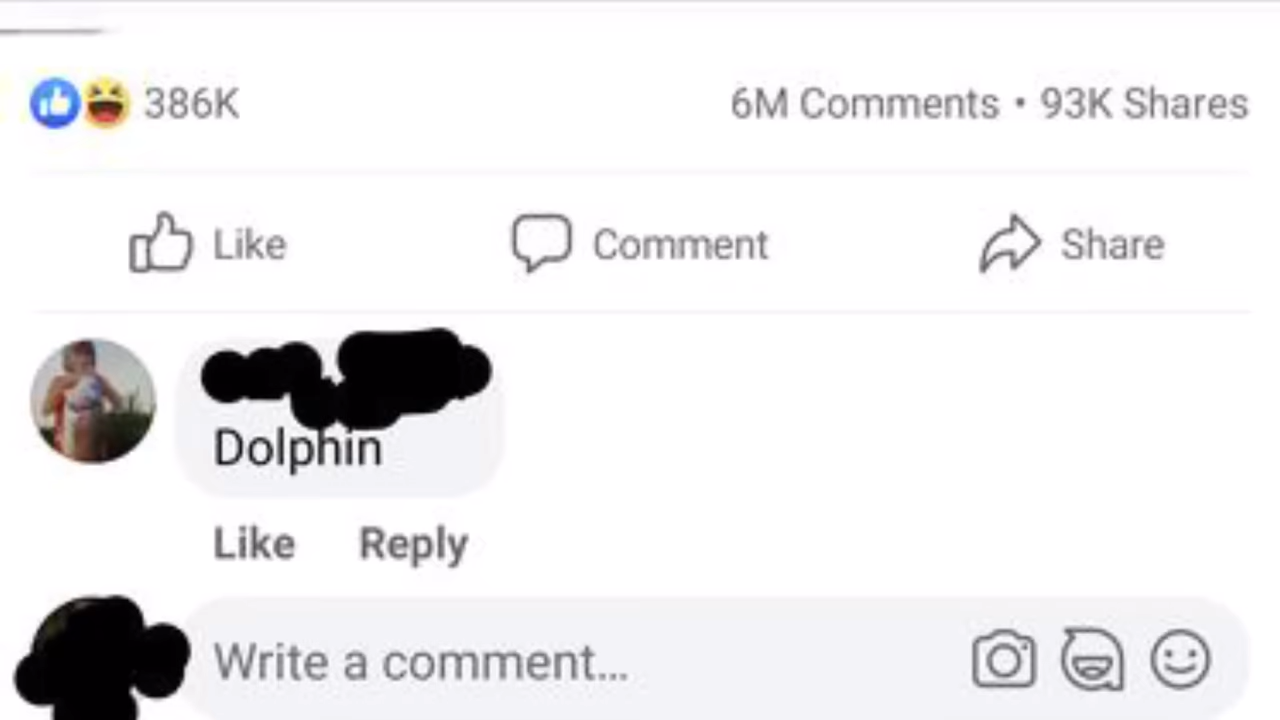 386K 6M Comments • 93K Shares
Like Comment Share
Dolphin
Like Reply
Write a comment...